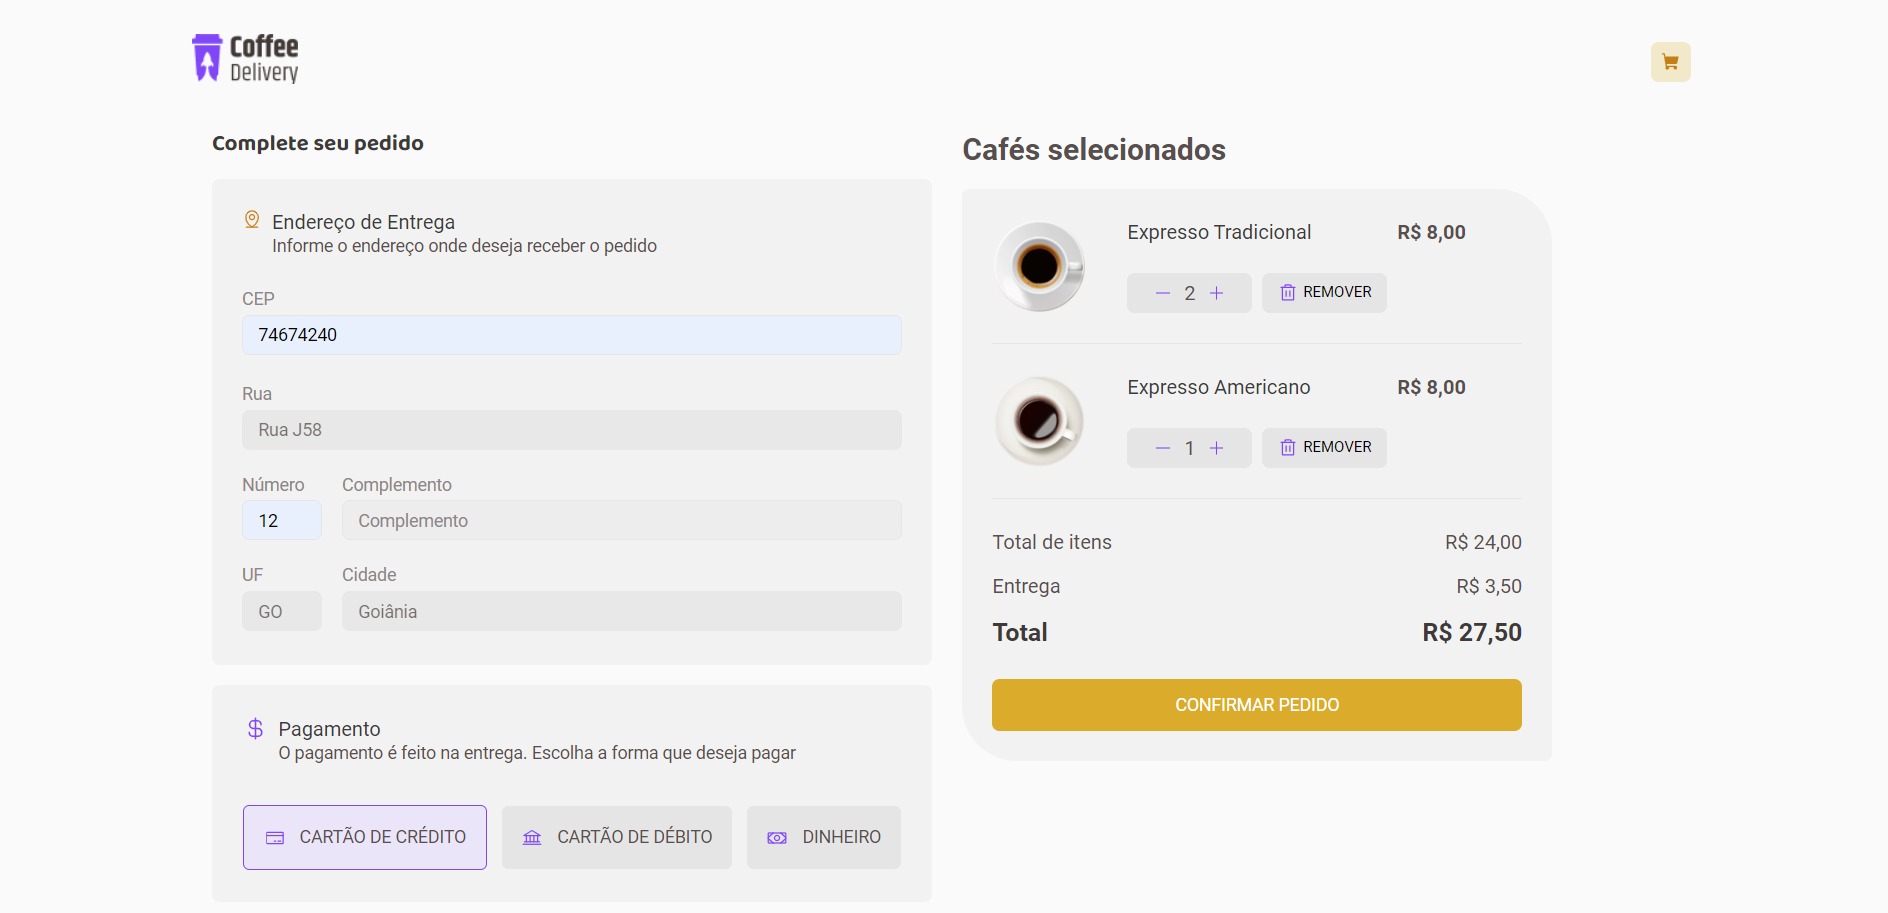 Coffee
Delivery
Complete seu pedido
Endereço de Entrega
Informe o endereço onde deseja receber o pedido
CEP
74674240
Rua
Rua J58
Número
Complemento
12
Complemento
UF
Cidade
GO
Goiânia
Pagamento
O pagamento é feito na entrega. Escolha a forma que deseja pagar
CARTÃO DE CRÉDITO
CARTÃO DE DÉBITO
DINHEIRO
Cafés selecionados
Expresso Tradicional
R$ 8,00
2
REMOVER
Expresso Americano
R$ 8,00
1
REMOVER
Total de itens
R$ 24,00
Entrega
R$ 3,50
Total
R$ 27,50
CONFIRMAR PEDIDO